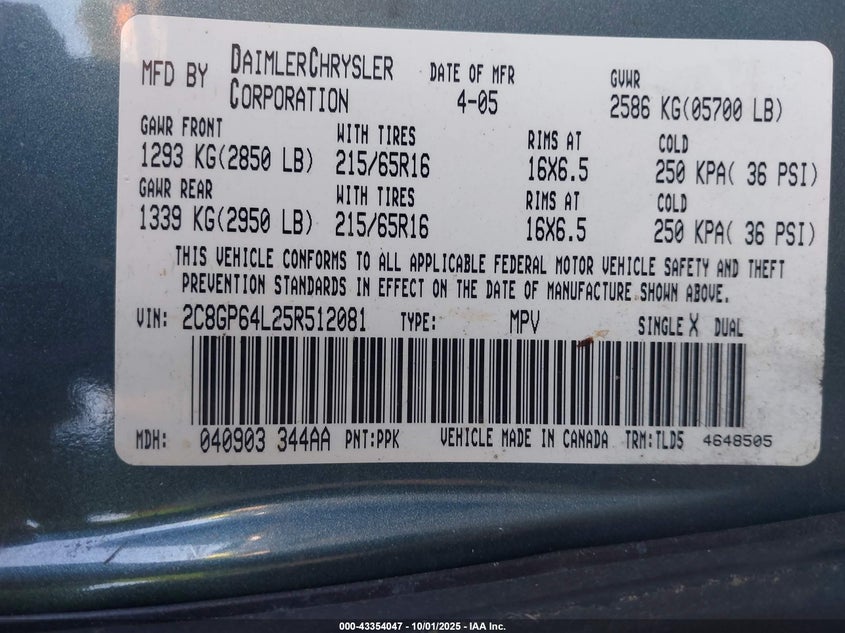 MFD BY DAIMLERCHRYSLER CORPORATION DATE OF MFR 4-05 GVWR 2586 KG(05700 LB)
GAWR FRONT WITH TIRES RIMS AT COLD
1293 KG(2850 LB) 215/65R16 16X6.5 250 KPA( 36 PSI)
GAWR REAR WITH TIRES RIMS AT COLD
1339 KG(2950 LB) 215/65R16 16X6.5 250 KPA( 36 PSI)
THIS VEHICLE CONFORMS TO ALL APPLICABLE FEDERAL MOTOR VEHICLE SAFETY AND THEFT
PREVENTION STANDARDS IN EFFECT ON THE DATE OF MANUFACTURE SHOWN ABOVE.
VIN: 2C8GP64L25R512081 TYPE: MPV SINGLE X DUAL
MDH: 040903 344AA PNT:PPK VEHICLE MADE IN CANADA TRM:TLD5 4648505
000-43354047 - 10/01/2025 - IAA Inc.